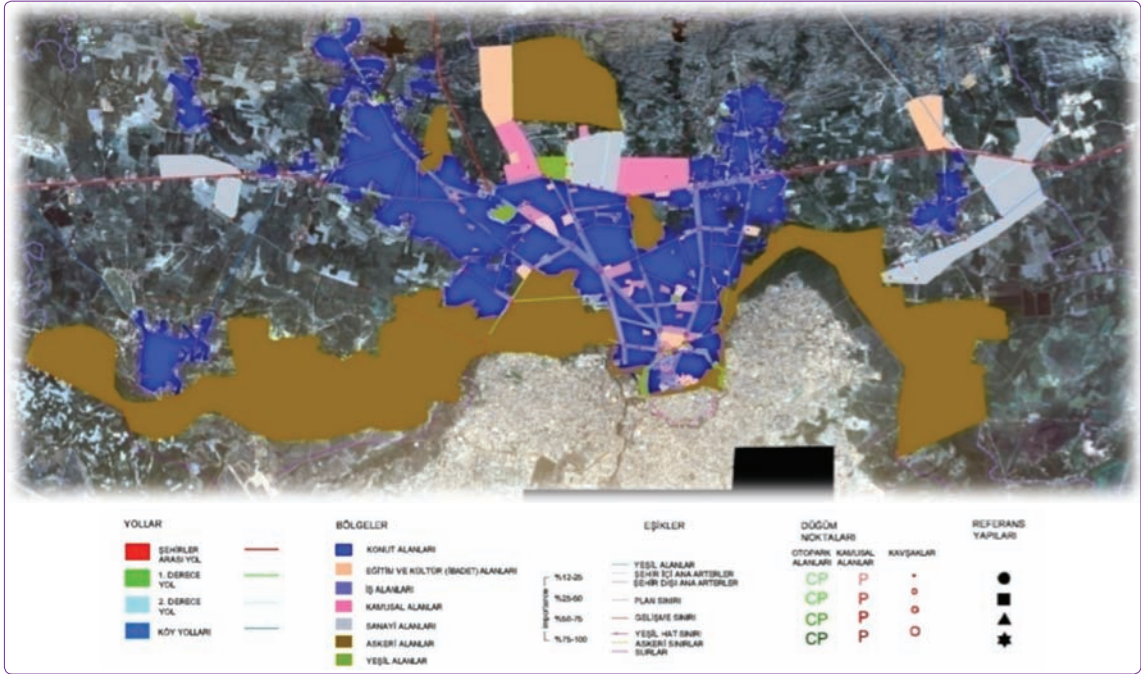 YOLLAR
ŞEHİRLER
ARASI YOL
1. DERECE
YOL
2. DERECE
YOL
KÖY YOLLARI
BÖLGELER
KONUT ALANLARI
EĞİTİM VE KÜLTÜR (İBADET) ALANLARI
İŞ ALANLARI
KAMUSAL ALANLAR
SANAYİ ALANLARI
ASKERİ ALANLAR
YEŞİL ALANLAR
EŞİKLER
importance
%12-25
%25-50
%50-75
%75-100
YEŞİL ALANLAR
ŞEHİR İÇİ ANA ARTERLER
ŞEHİR DIŞI ANA ARTERLER
PLAN SINIRI
GELİŞME SINIRI
YEŞİL HAT SINIRI
ASKERİ SINIRLAR
SURLAR
DÜĞÜM
NOKTALARI
OTOPARK KAMUSAL KAVŞAKLAR
ALANLARI ALANLAR
CP P
CP P
CP P
CP P
REFERANS
YAPILARI